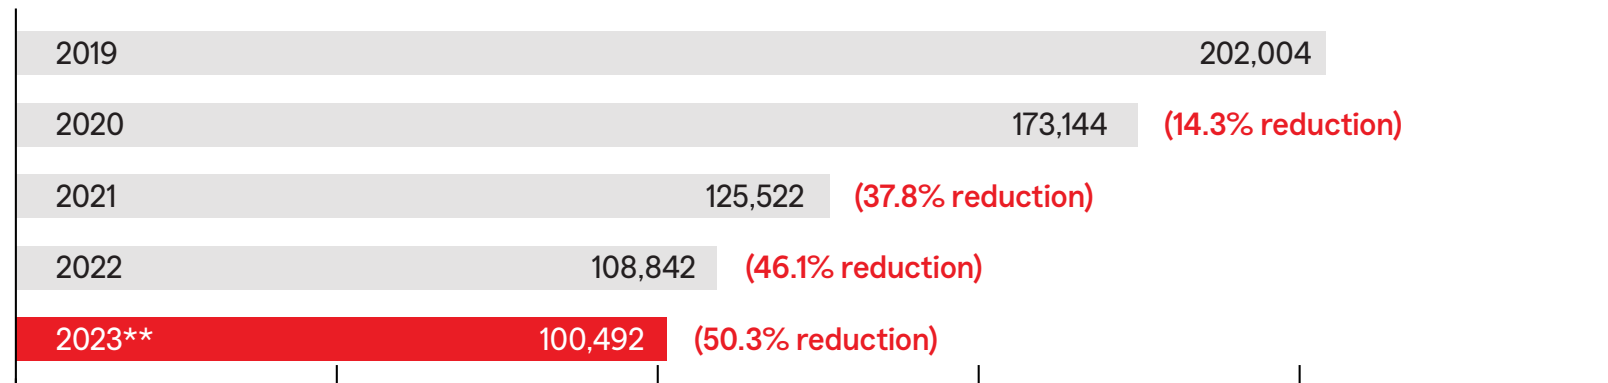 2019 202,004
2020 173,144 (14.3% reduction)
2021 125,522 (37.8% reduction)
2022 108,842 (46.1% reduction)
2023** 100,492 (50.3% reduction)